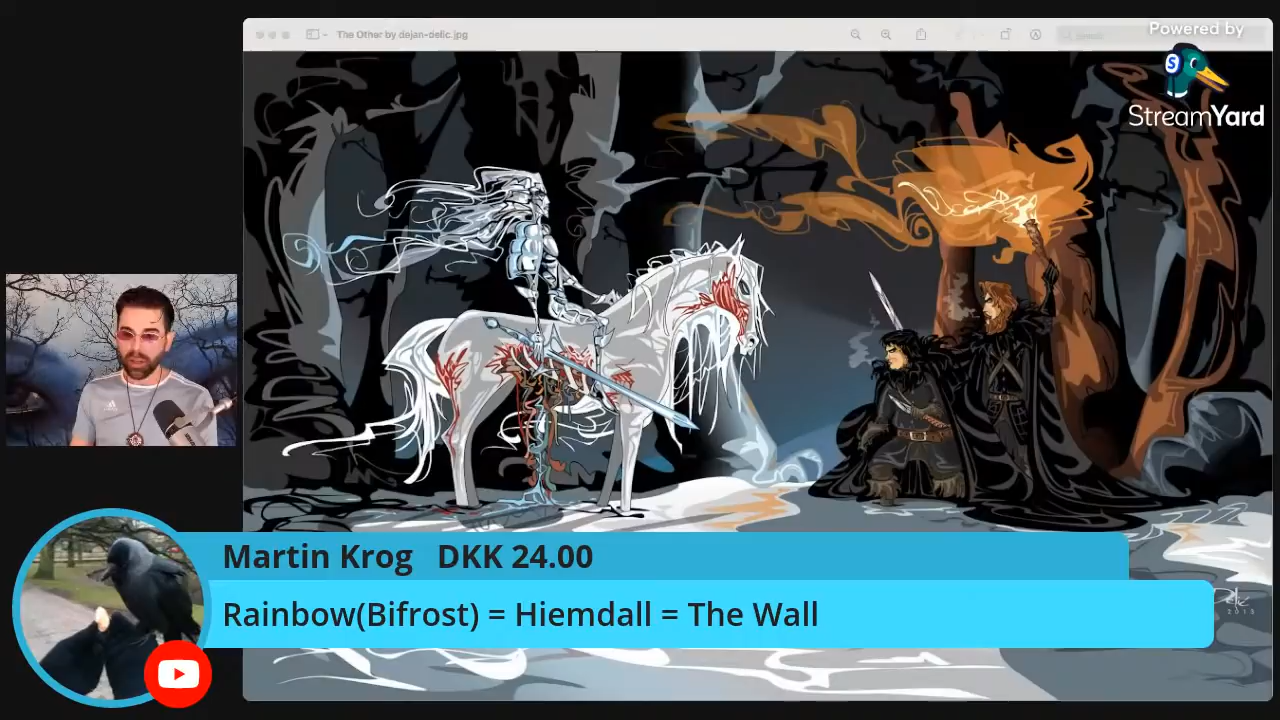 The Other by dejan-delic.jpg
Powered by
S
StreamYard
Martin Krog DKK 24.00
Rainbow(Bifrost) = Hiemdall = The Wall
2013